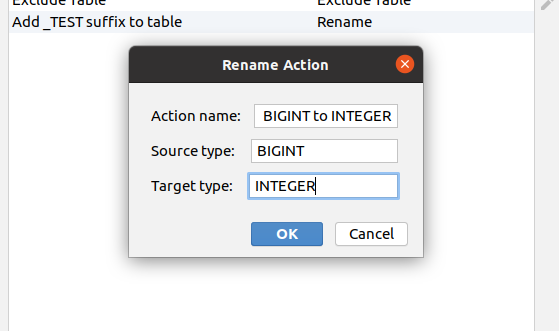 Exclude Table Exclude Table
Add _TEST suffix to table Rename
Rename Action
Action name: BIGINT to INTEGER
Source type: BIGINT
Target type: INTEGER
OK Cancel